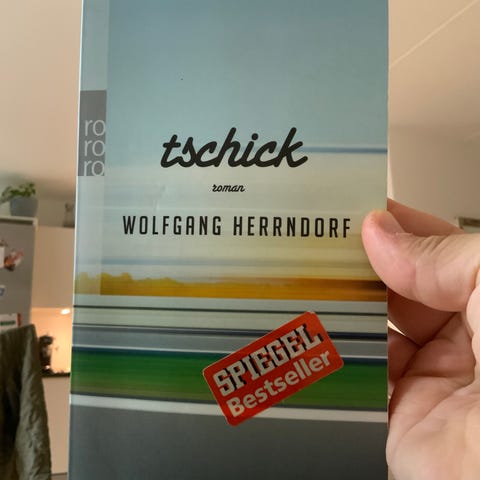 ro
ro
ro
tschick
roman
WOLFGANG HERRNDORF
SPIEGEL
Bestseller